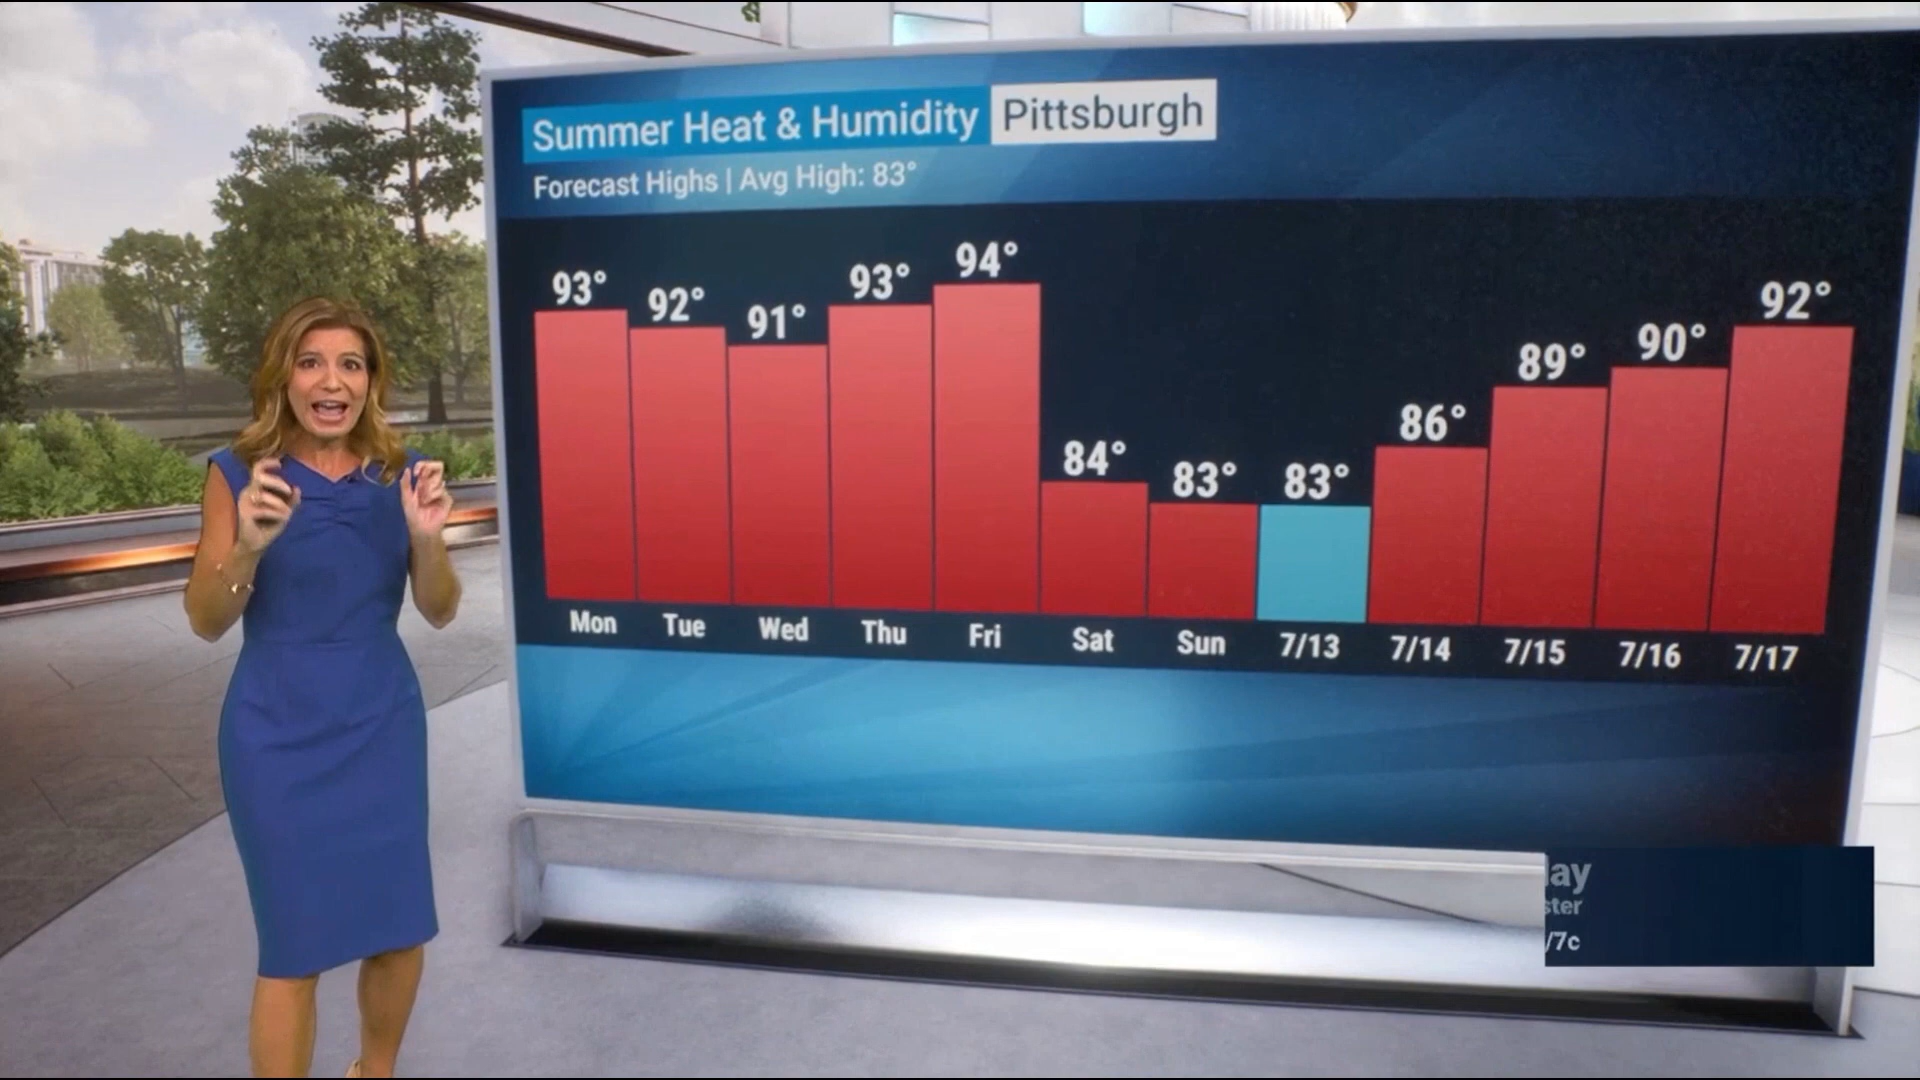 Summer Heat & Humidity Pittsburgh
Forecast Highs | Avg High: 83°
93° 92° 91° 93° 94° 84° 83° 83° 86° 89° 90° 92°
Mon Tue Wed Thu Fri Sat Sun 7/13 7/14 7/15 7/16 7/17
/7c